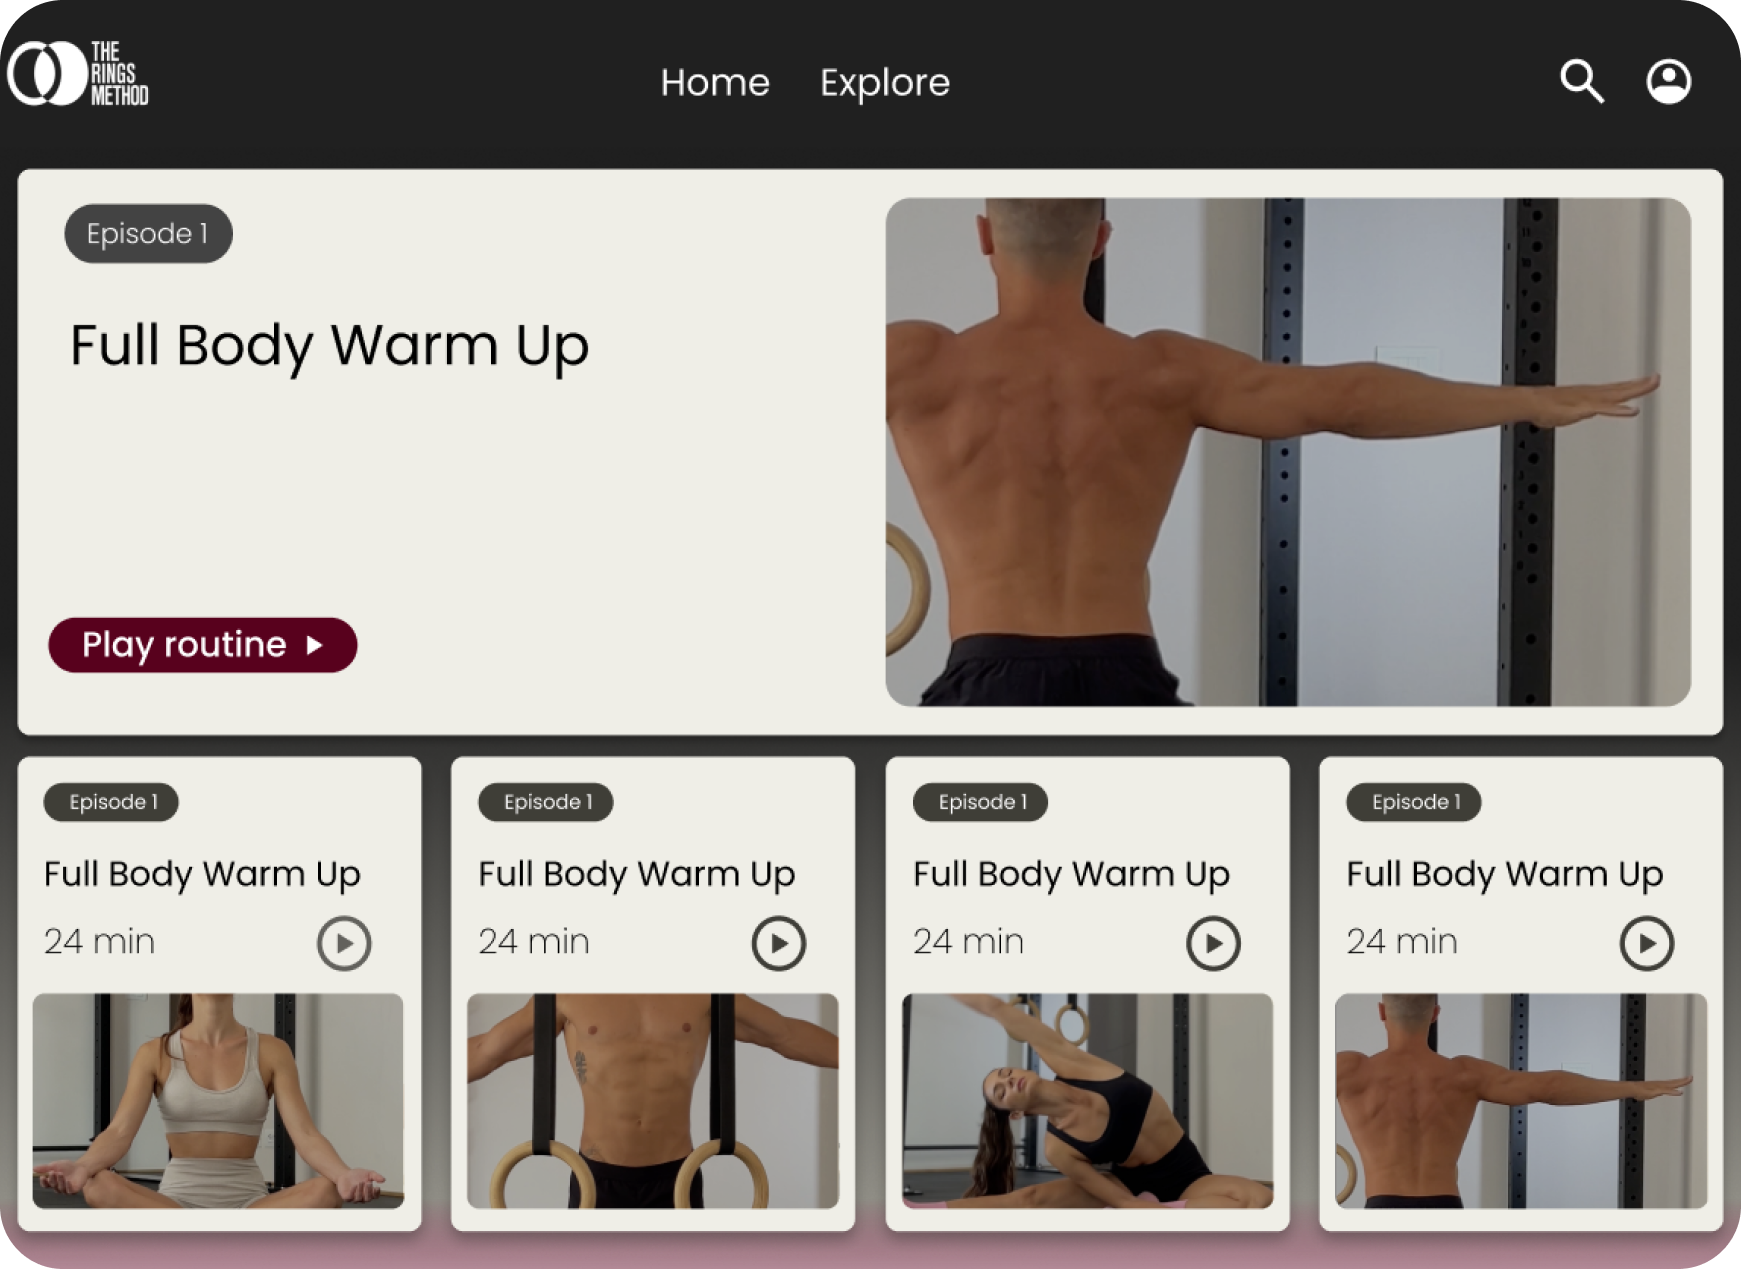 THE
RINGS
METHOD
Home Explore
Episode 1
Full Body Warm Up
Play routine
Episode 1
Full Body Warm Up
24 min
Episode 1
Full Body Warm Up
24 min
Episode 1
Full Body Warm Up
24 min
Episode 1
Full Body Warm Up
24 min